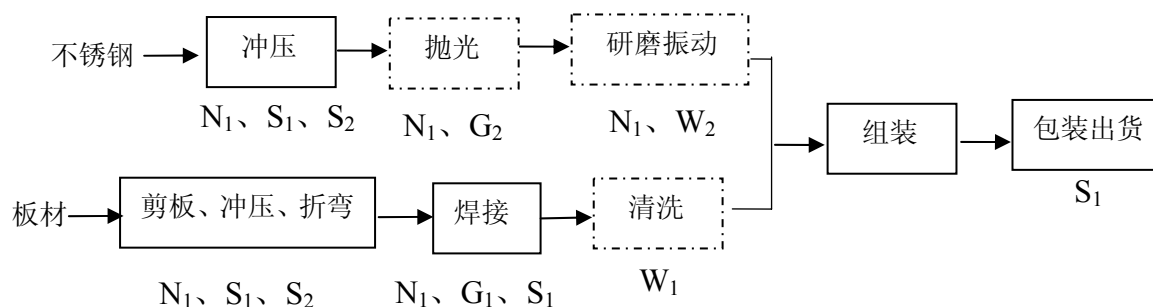 不锈钢
冲压
抛光
研磨振动
N₁、S₁、S₂
N₁、G₂
N₁、W₂
组装
包装出货
S₁
板材
剪板、冲压、折弯
焊接
清洗
N₁、S₁、S₂
N₁、G₁、S₁
W₁